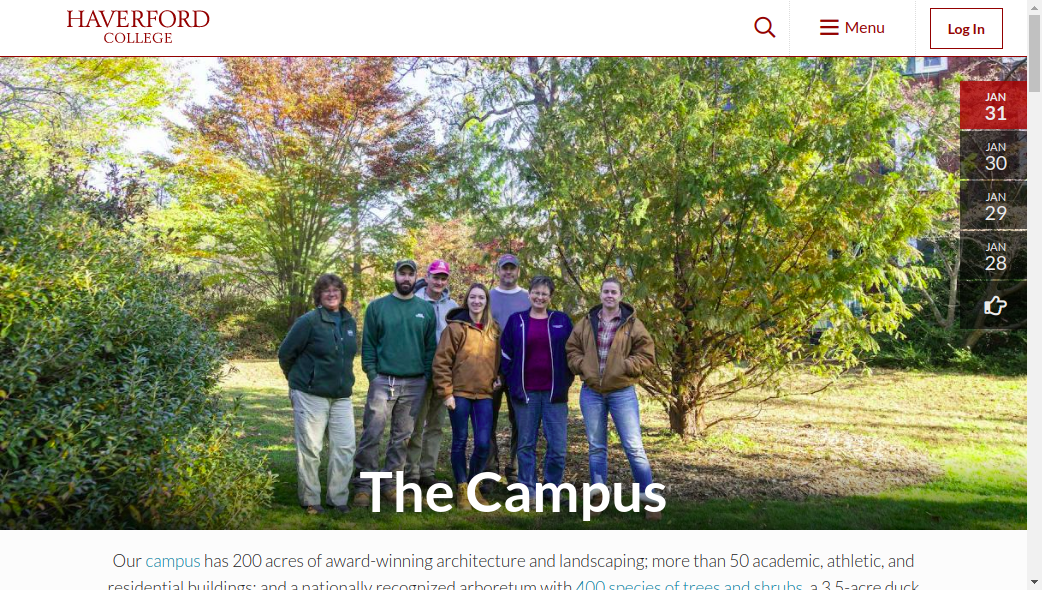 HAVERFORD
COLLEGE
Menu
Log In
JAN
31
JAN
30
JAN
29
JAN
28
The Campus
Our campus has 200 acres of award-winning architecture and landscaping; more than 50 academic, athletic, and
residential buildings; and a nationally recognized arboretum with 400 species of trees and shrubs, a 3.5-acre duck